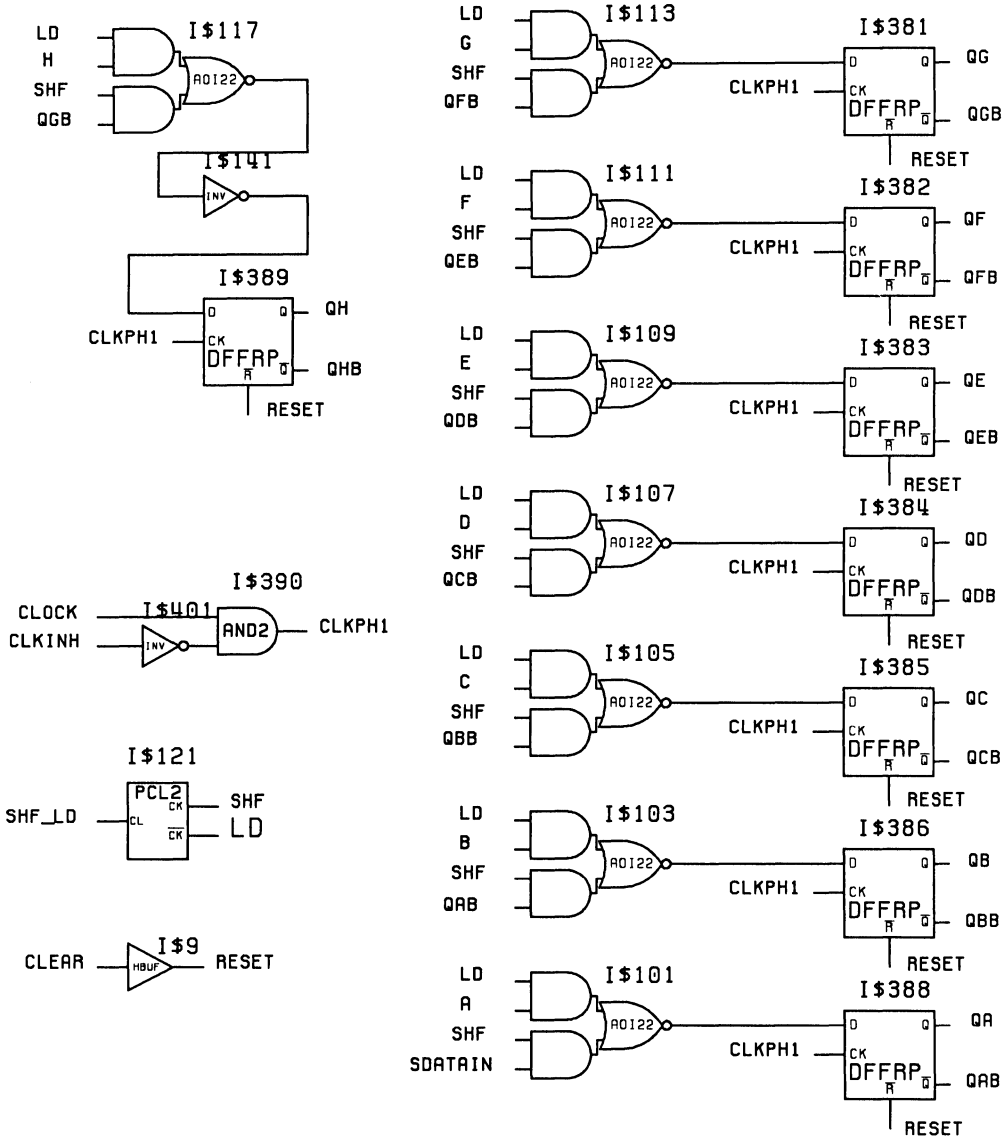 I$117
LD
H
SHF
QGB
AOI22
I$141
INV
I$389
D Q QH
CLKPH1 CK
DFFRP Q QHB
R
RESET
I$390
CLOCK
I$401
CLKINH
INV
AND2
CLKPH1
I$121
PCL2
CK SHF
SHF_LD CL
CK LD
I$9
CLEAR HBUF RESET
I$113
LD
G
SHF
QFB
AOI22
I$381
D Q QG
CLKPH1 CK
DFFRP Q QGB
R
RESET
I$111
LD
F
SHF
QEB
AOI22
I$382
D Q QF
CLKPH1 CK
DFFRP Q QFB
R
RESET
I$109
LD
E
SHF
QDB
AOI22
I$383
D Q QE
CLKPH1 CK
DFFRP Q QEB
R
RESET
I$107
LD
D
SHF
QCB
AOI22
I$384
D Q QD
CLKPH1 CK
DFFRP Q QDB
R
RESET
I$105
LD
C
SHF
QBB
AOI22
I$385
D Q QC
CLKPH1 CK
DFFRP Q QCB
R
RESET
I$103
LD
B
SHF
QAB
AOI22
I$386
D Q QB
CLKPH1 CK
DFFRP Q QBB
R
RESET
I$101
LD
A
SHF
SDATAIN
AOI22
I$388
D Q QA
CLKPH1 CK
DFFRP Q QAB
R
RESET